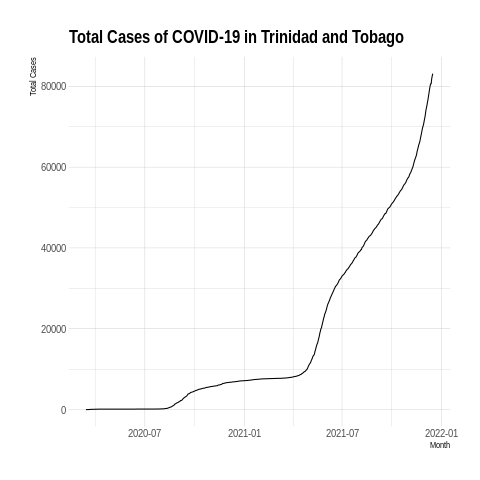 Total Cases of COVID-19 in Trinidad and Tobago
Total Cases
80000
60000
40000
20000
0
2020-07 2021-01 2021-07 2022-01
Month